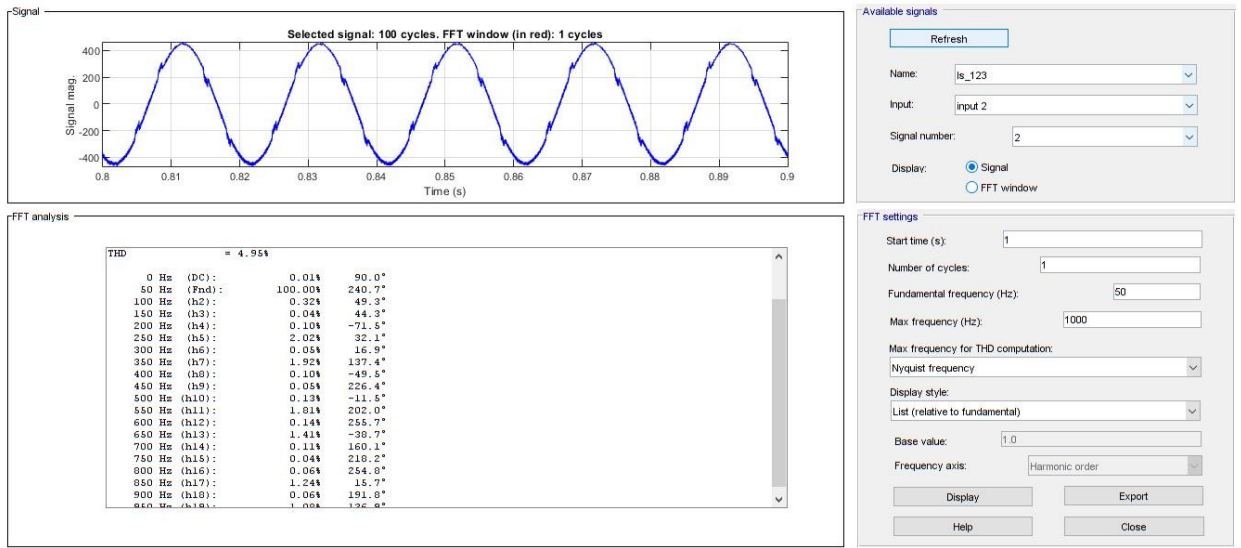 Signal
Selected signal: 100 cycles. FFT window (in red): 1 cycles
Signal mag.
400
200
0
-200
-400
0.8 0.81 0.82 0.83 0.84 0.85 0.86 0.87 0.88 0.89 0.9
Time (s)
FFT analysis
THD = 4.95%
0 Hz (DC): 0.01% 90.0°
50 Hz (Fnd): 100.00% 240.7°
100 Hz (h2): 0.32% 49.3°
150 Hz (h3): 0.04% 44.3°
200 Hz (h4): 0.10% -71.5°
250 Hz (h5): 2.02% 32.1°
300 Hz (h6): 0.05% 16.9°
350 Hz (h7): 1.92% 137.4°
400 Hz (h8): 0.10% -49.5°
450 Hz (h9): 0.05% 226.4°
500 Hz (h10): 0.13% -11.5°
550 Hz (h11): 1.81% 202.0°
600 Hz (h12): 0.14% 255.7°
650 Hz (h13): 1.41% -38.7°
700 Hz (h14): 0.11% 160.1°
750 Hz (h15): 0.04% 218.2°
800 Hz (h16): 0.06% 254.8°
850 Hz (h17): 1.24% 15.7°
900 Hz (h18): 0.06% 191.8°
950 Hz (h19): 1.08% 126.9°
Available signals
Refresh
Name: Is_123
Input: input 2
Signal number: 2
Display: Signal
FFT window
FFT settings
Start time (s): 1
Number of cycles: 1
Fundamental frequency (Hz): 50
Max frequency (Hz): 1000
Max frequency for THD computation:
Nyquist frequency
Display style:
List (relative to fundamental)
Base value: 1.0
Frequency axis: Harmonic order
Display Export
Help Close